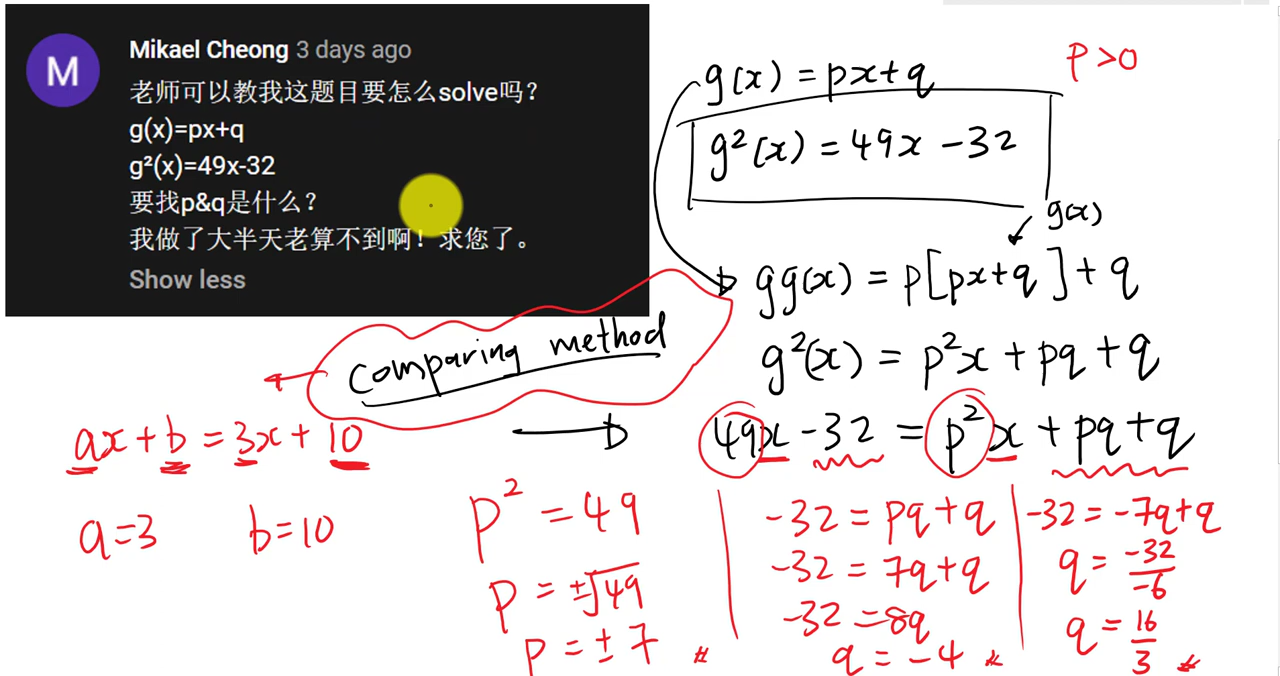 M
Mikael Cheong 3 days ago
老师可以教我这题目要怎么solve吗？
g(x)=px+q
g²(x)=49x-32
要找p&q是什么？
我做了大半天老算不到啊！求您了。
Show less
g(x) = px+q
p > 0
g²(x) = 49x - 32
g(x)
gg(x) = p[px+q] + q
g²(x) = p²x + pq + q
Comparing method
49x - 32 = p²x + pq + q
ax + b = 3x + 10
a = 3
b = 10
p² = 49
p = ±√49
p = ± 7
-32 = pq + q
-32 = 7q + q
-32 = 8q
q = -4
-32 = -7q + q
q = -32/-6
q = 16/3